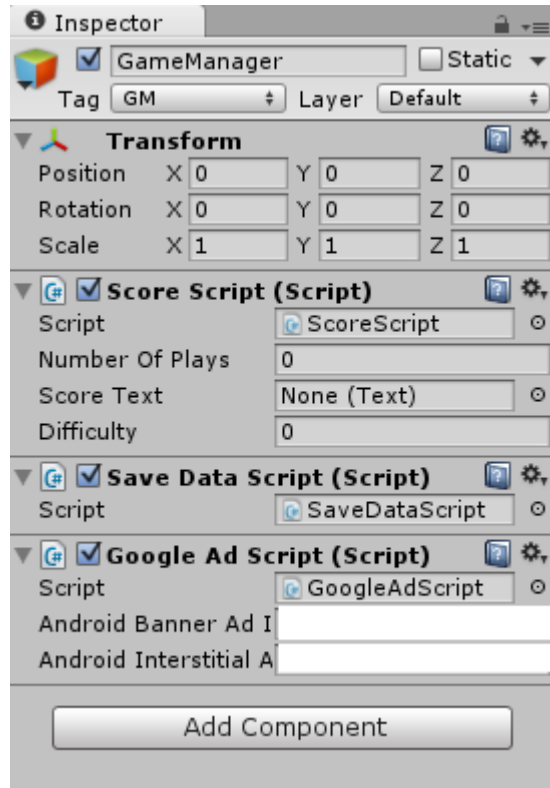 Inspector
GameManager Static
Tag GM Layer Default
Transform
Position X 0 Y 0 Z 0
Rotation X 0 Y 0 Z 0
Scale X 1 Y 1 Z 1
Score Script (Script)
Script ScoreScript
Number Of Plays 0
Score Text None (Text)
Difficulty 0
Save Data Script (Script)
Script SaveDataScript
Google Ad Script (Script)
Script GoogleAdScript
Android Banner Ad I
Android Interstitial A
Add Component